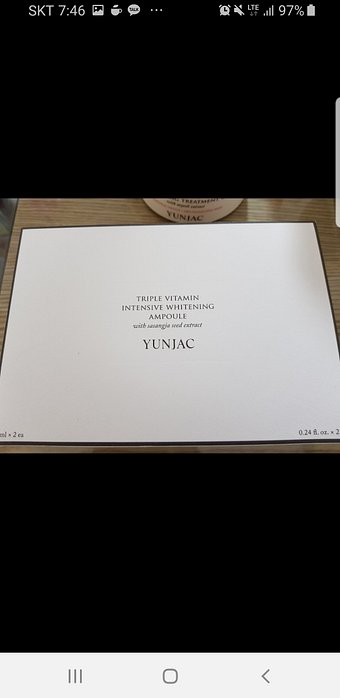 SKT 7:46
LTE
97%
TREATMENT
YUNJAC
TRIPLE VITAMIN
INTENSIVE WHITENING
AMPOULE
with sasangja seed extract
YUNJAC
ml × 2 ea
0.24 fl. oz. × 2